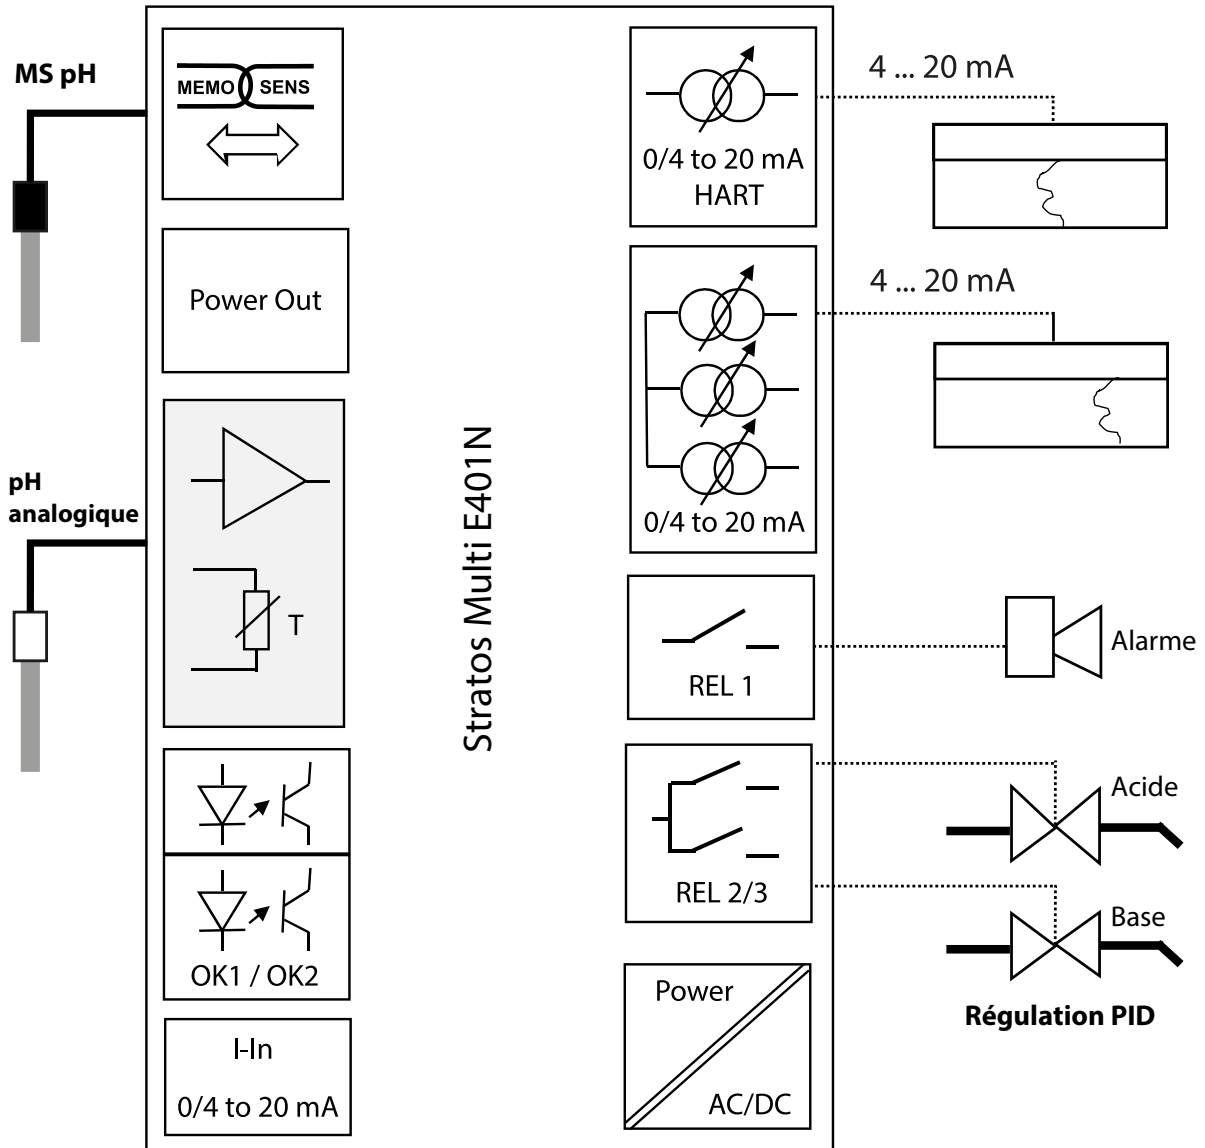 MS pH
MEMO SENS
Power Out
pH
analogique
T
OK1 / OK2
I-In
0/4 to 20 mA
Stratos Multi E401N
0/4 to 20 mA
HART
4 ... 20 mA
0/4 to 20 mA
4 ... 20 mA
REL 1
Alarme
REL 2/3
Acide
Base
Régulation PID
Power
AC/DC